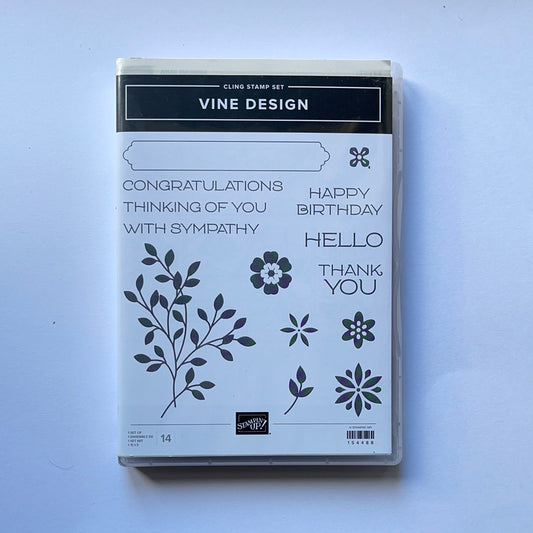 CLING STAMP SET
VINE DESIGN
CONGRATULATIONS
THINKING OF YOU
WITH SYMPATHY
HAPPY
BIRTHDAY
HELLO
THANK
YOU
STAMPIN'
UP!
14
154488